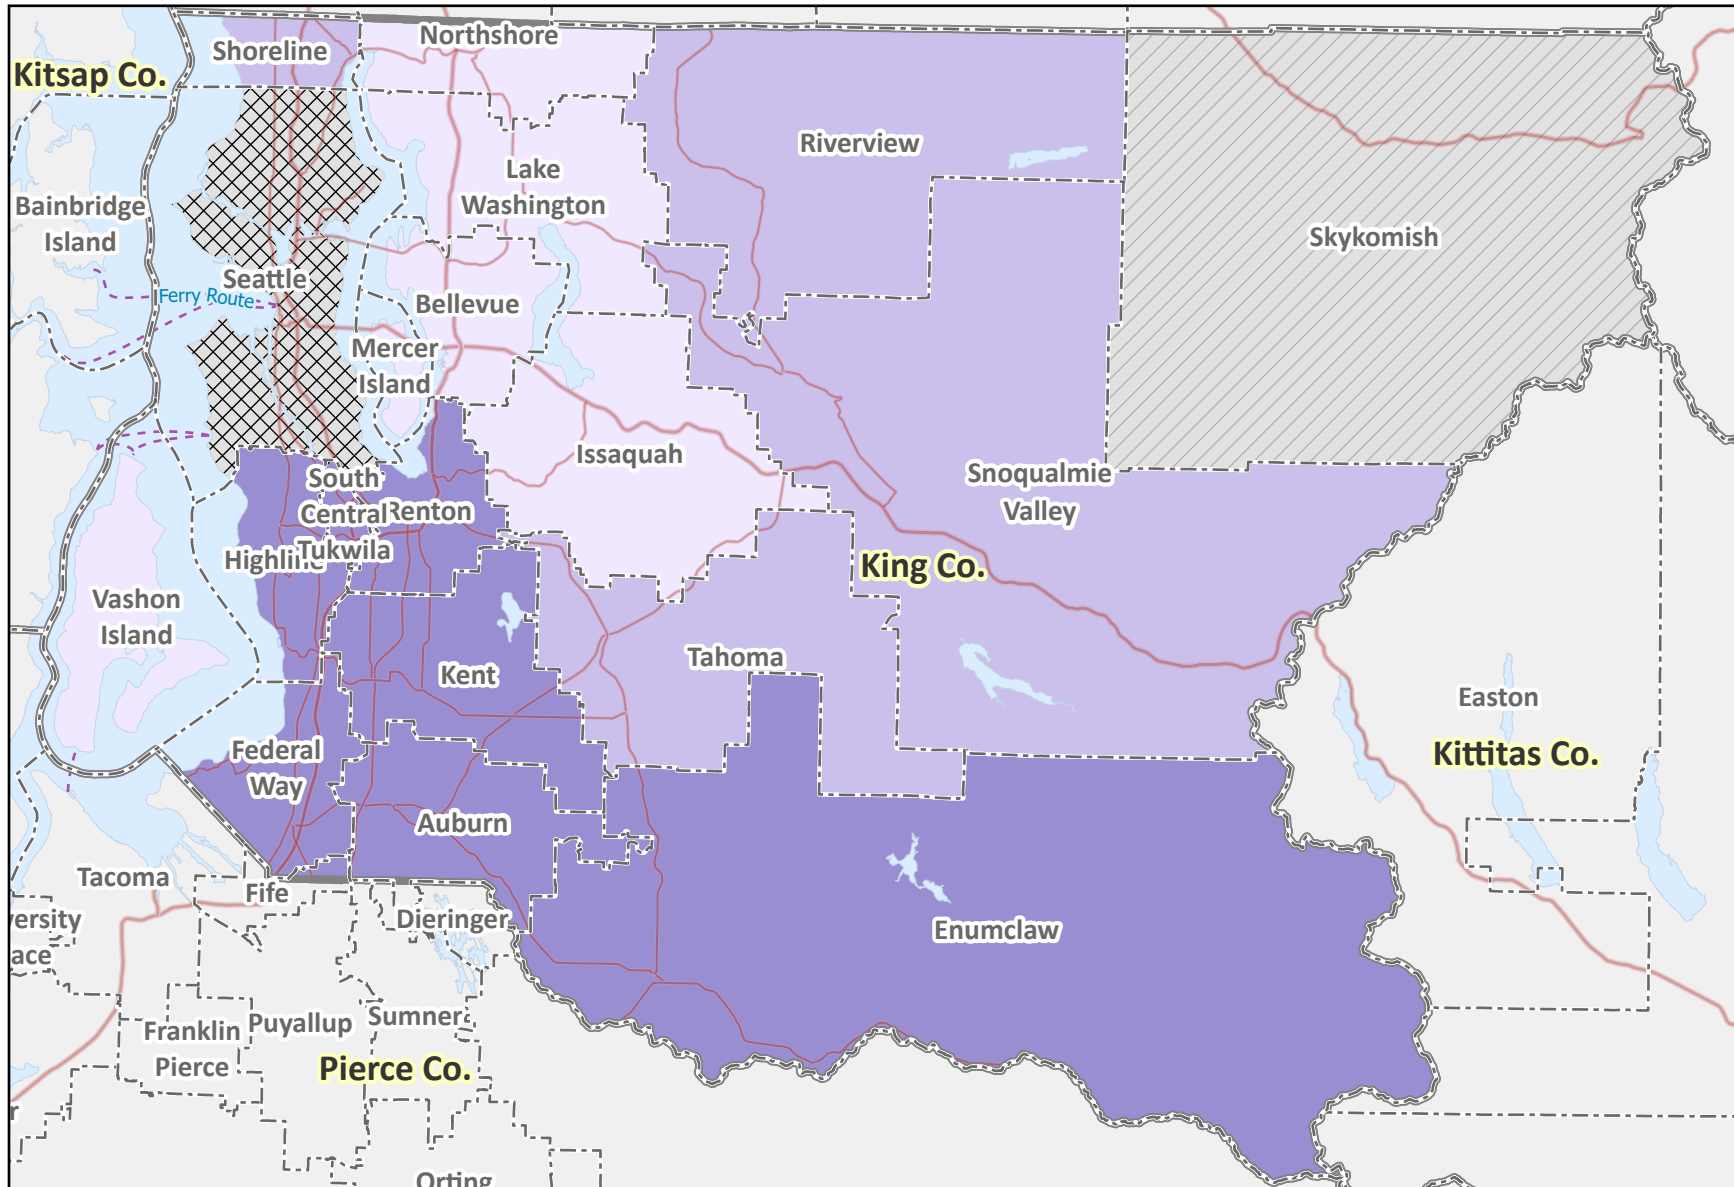 Northshore
Shoreline
Kitsap Co.
Riverview
Lake
Washington
Bainbridge
Island
Skykomish
Seattle
Ferry Route
Bellevue
Mercer
Island
Issaquah
South
Central
Renton
Snoqualmie
Valley
Highline
Tukwila
King Co.
Vashon
Island
Tahoma
Kent
Easton
Federal
Way
Kittitas Co.
Auburn
Tacoma
Fife
Dieringer
versity
ace
Enumclaw
Franklin
Pierce
Puyallup
Sumner
Pierce Co.
r
Orting